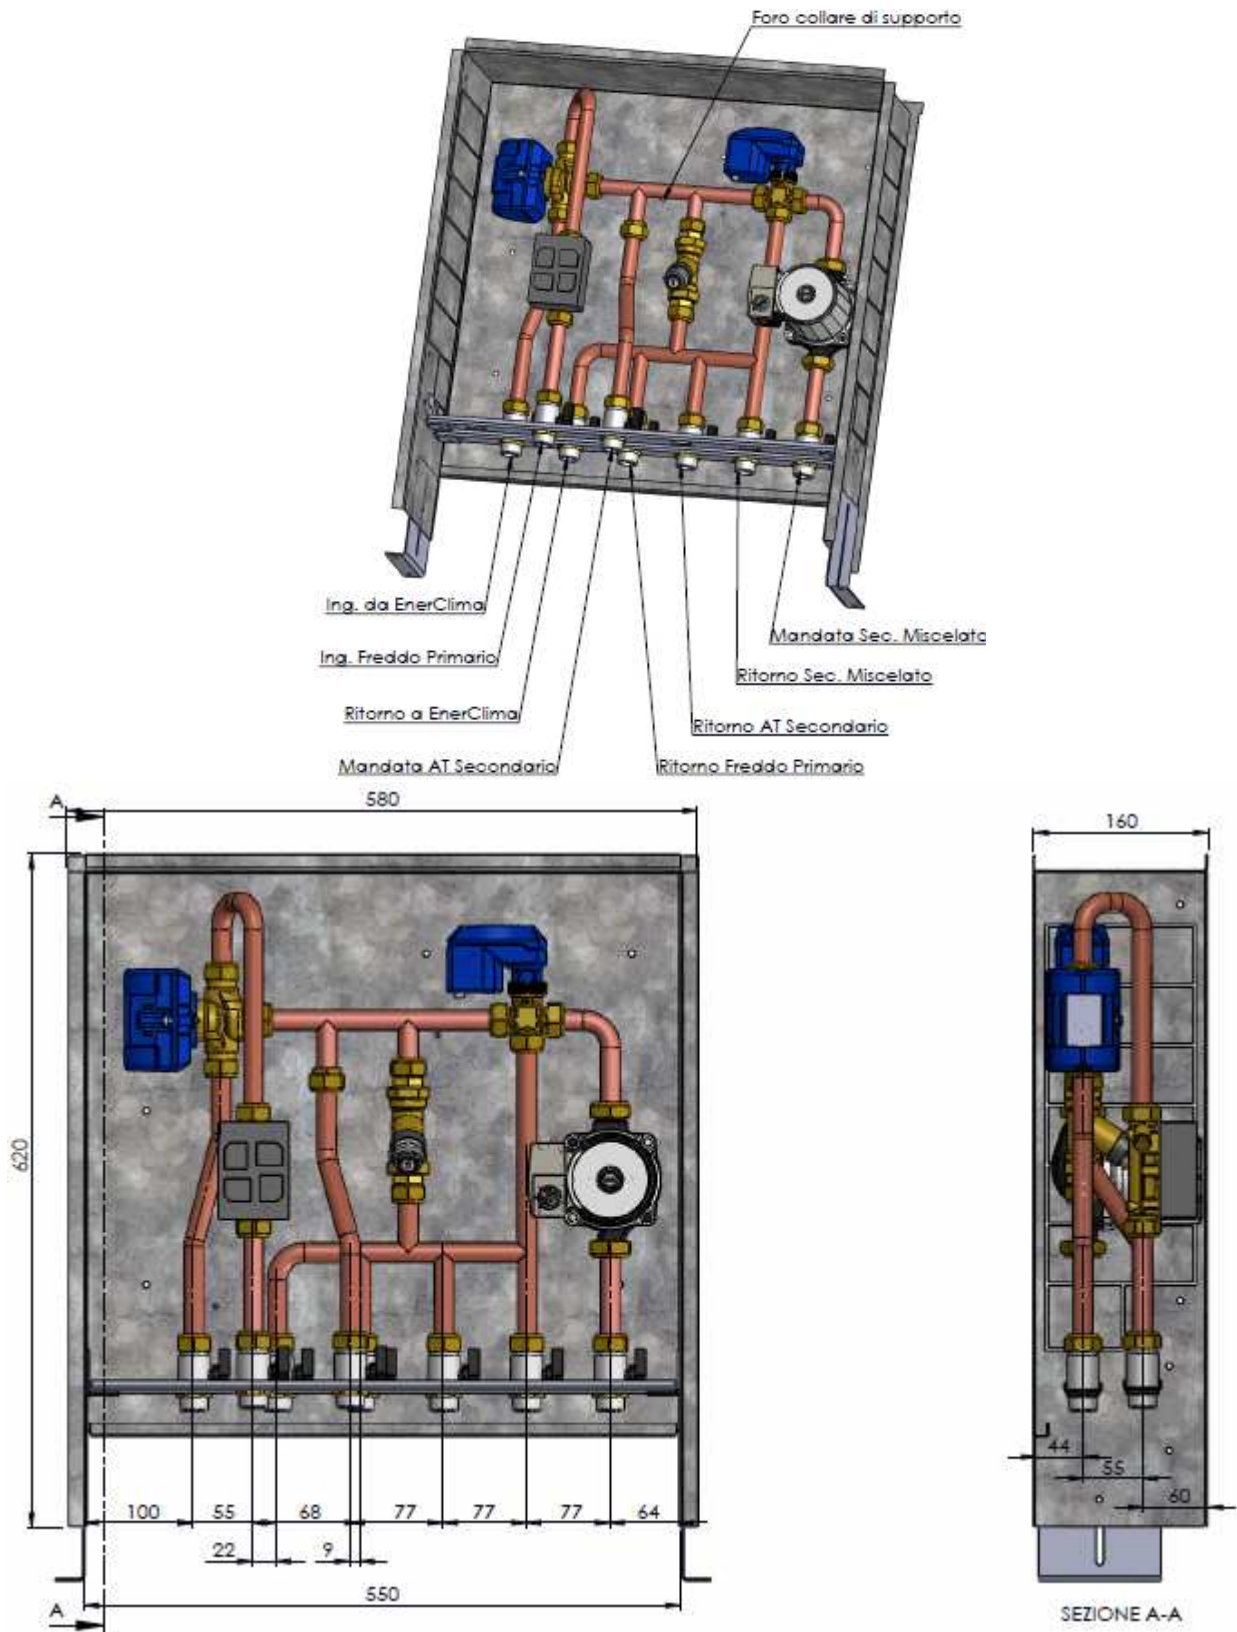 Foro collare di supporto
Ing. da EnerClima
Mandata Sec. Miscelato
Ing. Freddo Primario
Ritorno Sec. Miscelato
Ritorno a EnerClima
Ritorno AT Secondario
Mandata AT Secondario
Ritorno Freddo Primario
A
580
160
620
44
55
60
100
55
68
77
77
77
64
22
9
550
A
SEZIONE A-A